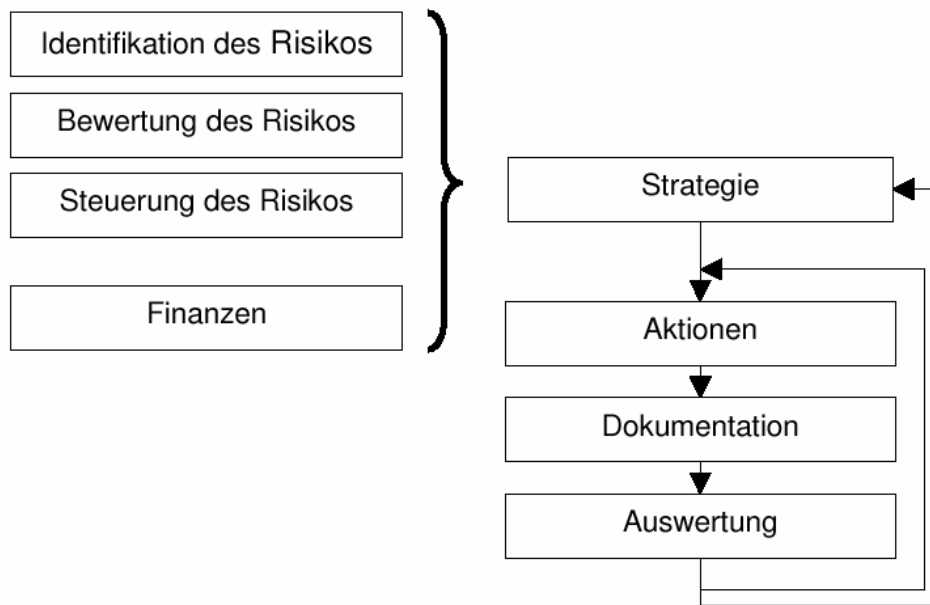 Identifikation des Risikos
Bewertung des Risikos
Steuerung des Risikos
Finanzen
Strategie
Aktionen
Dokumentation
Auswertung